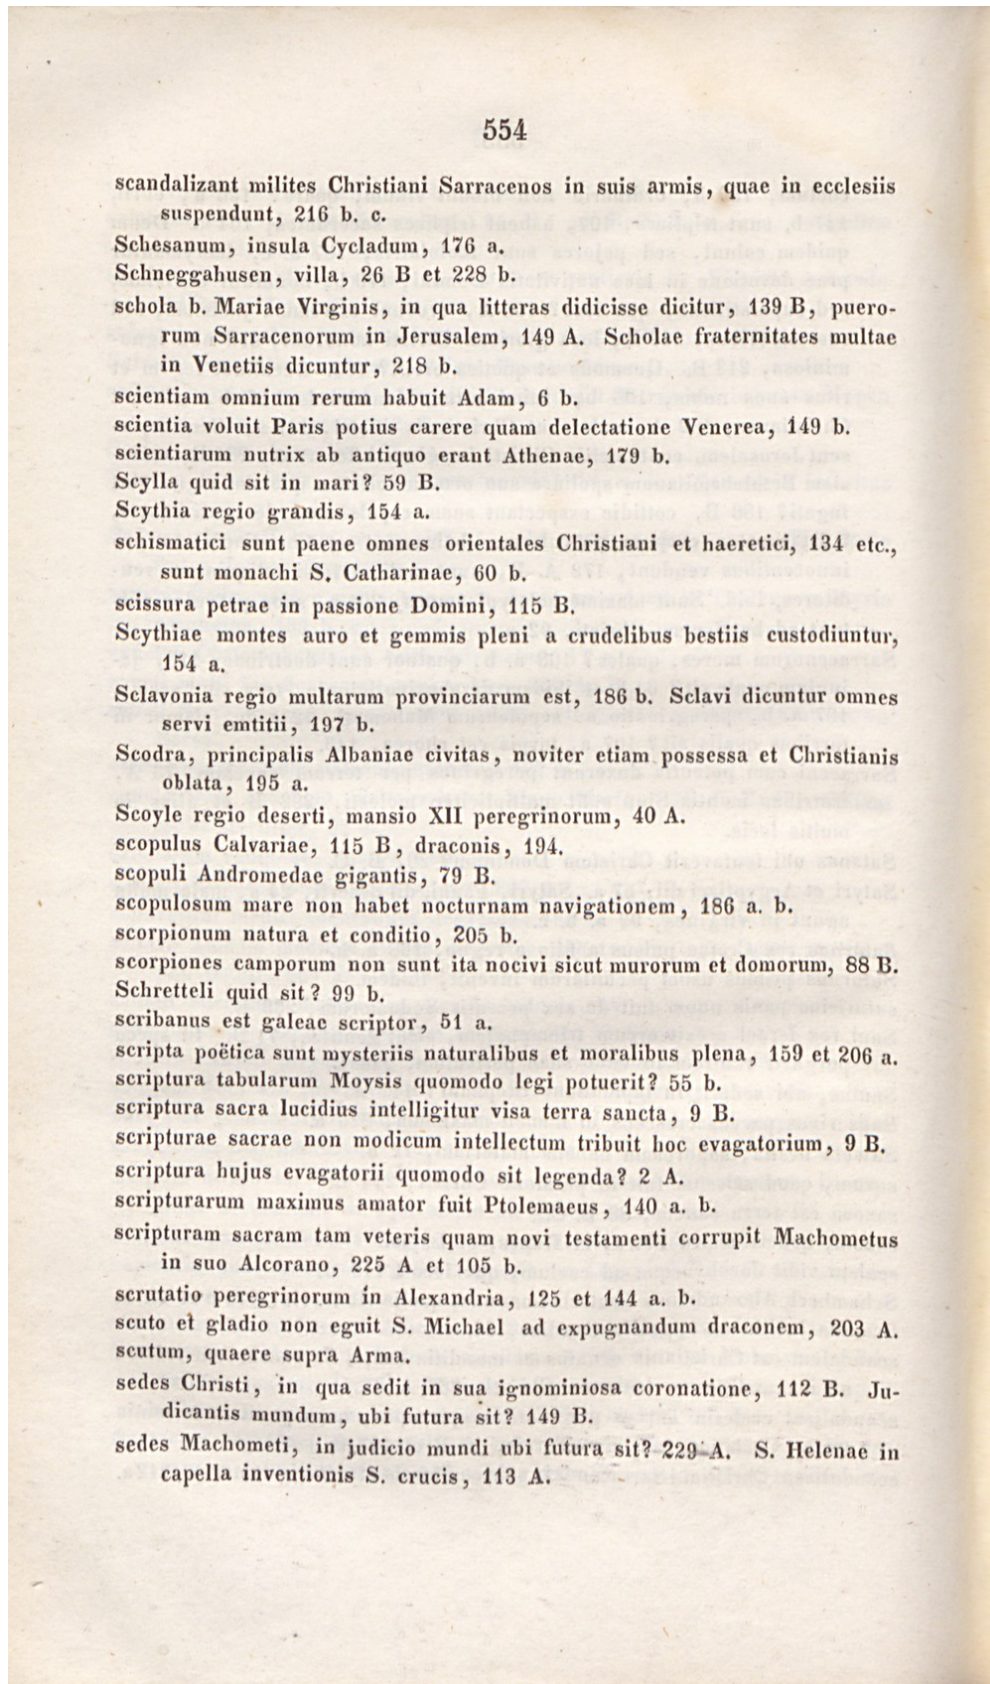 554
scandalizant milites Christiani Sarracenos in suis armis, quae in ecclesiis
suspendunt, 216 b. c.
Schesanum, insula Cycladum, 176 a.
Schneggahusen, villa, 26 B et 228 b.
schola b. Mariae Virginis, in qua litteras didicisse dicitur, 139 B, puero-
rum Sarracenorum in Jerusalem, 149 A. Scholae fraternitates multae
in Venetiis dicuntur, 218 b.
scientiam omnium rerum habuit Adam, 6 b.
scientia voluit Paris potius carere quam delectatione Venerea, 149 b.
scientiarum nutrix ab antiquo erant Athenae, 179 b.
Scylla quid sit in mari? 59 B.
Scythia regio grandis, 154 a.
schismatici sunt paene omnes orientales Christiani et haeretici, 134 etc.,
sunt monachi S. Catharinae, 60 b.
scissura petrae in passione Domini, 115 B.
Scythiae montes auro et gemmis pleni a crudelibus bestiis custodiuntur,
154 a.
Sclavonia regio multarum provinciarum est, 186 b. Sclavi dicuntur omnes
servi emtitii, 197 b.
Scodra, principalis Albaniae civitas, noviter etiam possessa et Christianis
oblata, 195 a.
Scoyle regio deserti, mansio XII peregrinorum, 40 A.
scopulus Calvariae, 115 B, draconis, 194.
scopuli Andromedae gigantis, 79 B.
scopulosum mare non habet nocturnam navigationem, 186 a. b.
scorpionum natura et conditio, 205 b.
scorpiones camporum non sunt ita nocivi sicut murorum et domorum, 88 B.
Schretteli quid sit? 99 b.
scribanus est galeae scriptor, 51 a.
scripta poëtica sunt mysteriis naturalibus et moralibus plena, 159 et 206 a.
scriptura tabularum Moysis quomodo legi potuerit? 55 b.
scriptura sacra lucidius intelligitur visa terra sancta, 9 B.
scripturae sacrae non modicum intellectum tribuit hoc evagatorium, 9 B.
scriptura hujus evagatorii quomodo sit legenda? 2 A.
scripturarum maximus amator fuit Ptolemaeus, 140 a. b.
scripturam sacram tam veteris quam novi testamenti corrupit Machometus
in suo Alcorano, 225 A et 105 b.
scrutatio peregrinorum in Alexandria, 125 et 144 a. b.
scuto et gladio non eguit S. Michael ad expugnandum draconem, 203 A.
scutum, quaere supra Arma.
sedes Christi, in qua sedit in sua ignominiosa coronatione, 112 B. Ju-
dicantis mundum, ubi futura sit? 149 B.
sedes Machometi, in judicio mundi ubi futura sit? 229 A. S. Helenae in
capella inventionis S. crucis, 113 A.